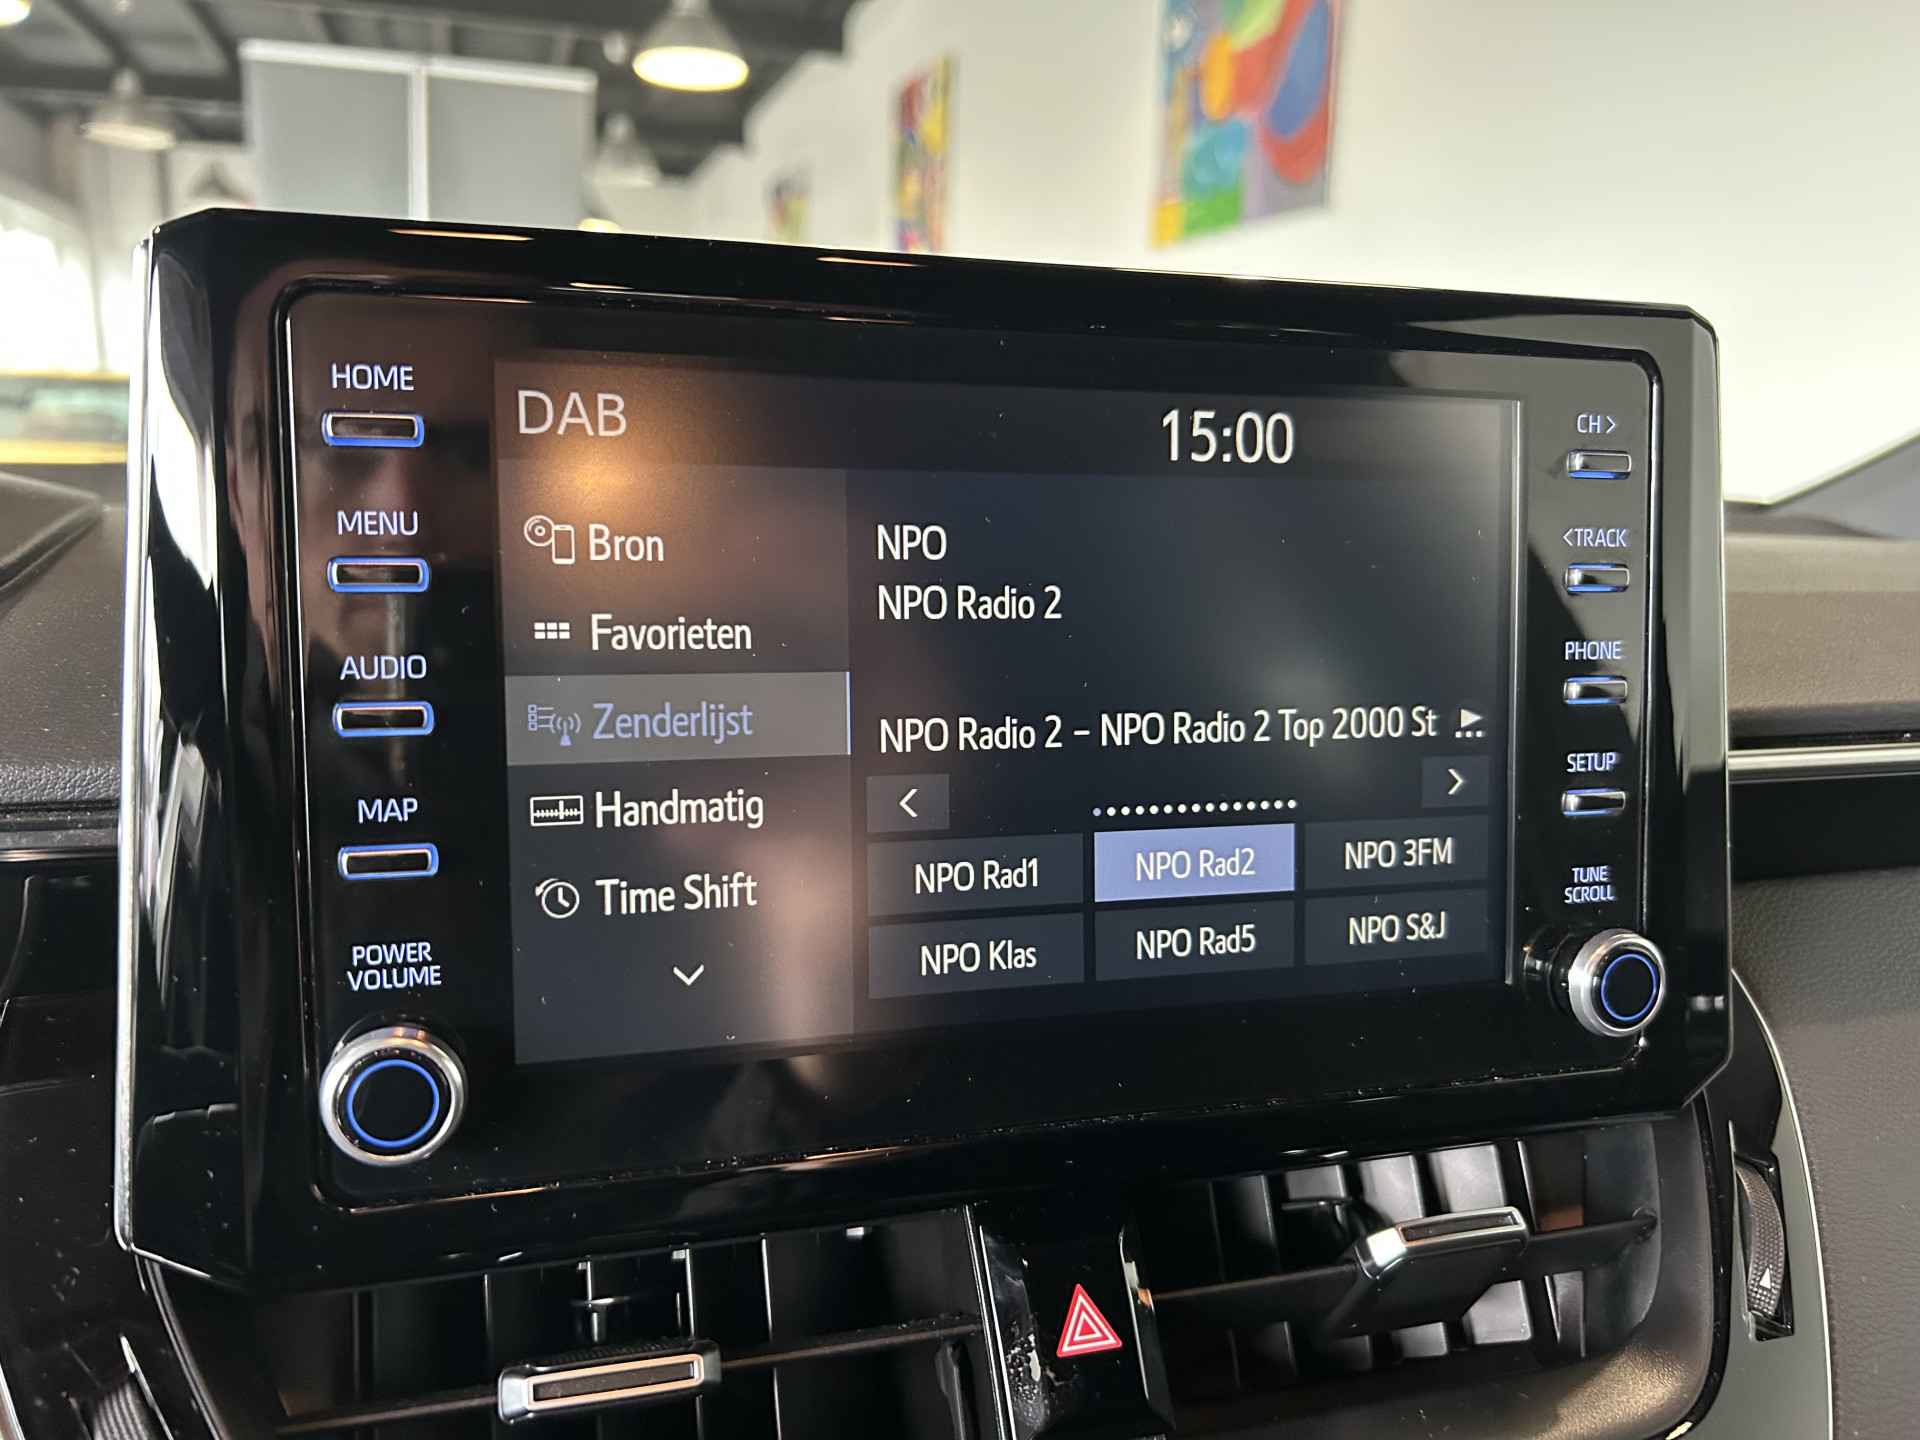 HOME
MENU
AUDIO
MAP
POWER
VOLUME
DAB
15:00
Bron
Favorieten
Zenderlijst
Handmatig
Time Shift
NPO
NPO Radio 2
NPO Radio 2 – NPO Radio 2 Top 2000 St
NPO Rad1
NPO Rad2
NPO 3FM
NPO Klas
NPO Rad5
NPO S&J
CH>
<TRACK
PHONE
SETUP
TUNE
SCROLL